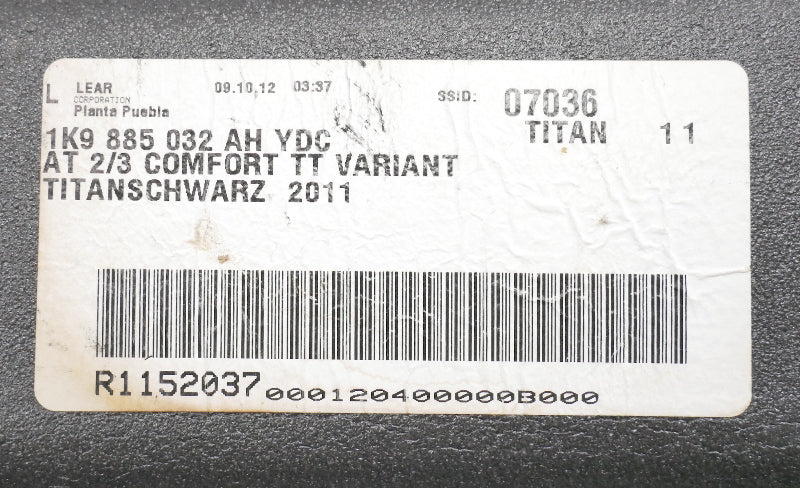 L LEAR 09.10.12 03:37 SSID: 07036
CORPORATION
Planta Puebla
TITAN 11
1K9 885 032 AH YDC
AT 2/3 COMFORT TT VARIANT
TITANSCHWARZ 2011
R1152037 000120400000B000